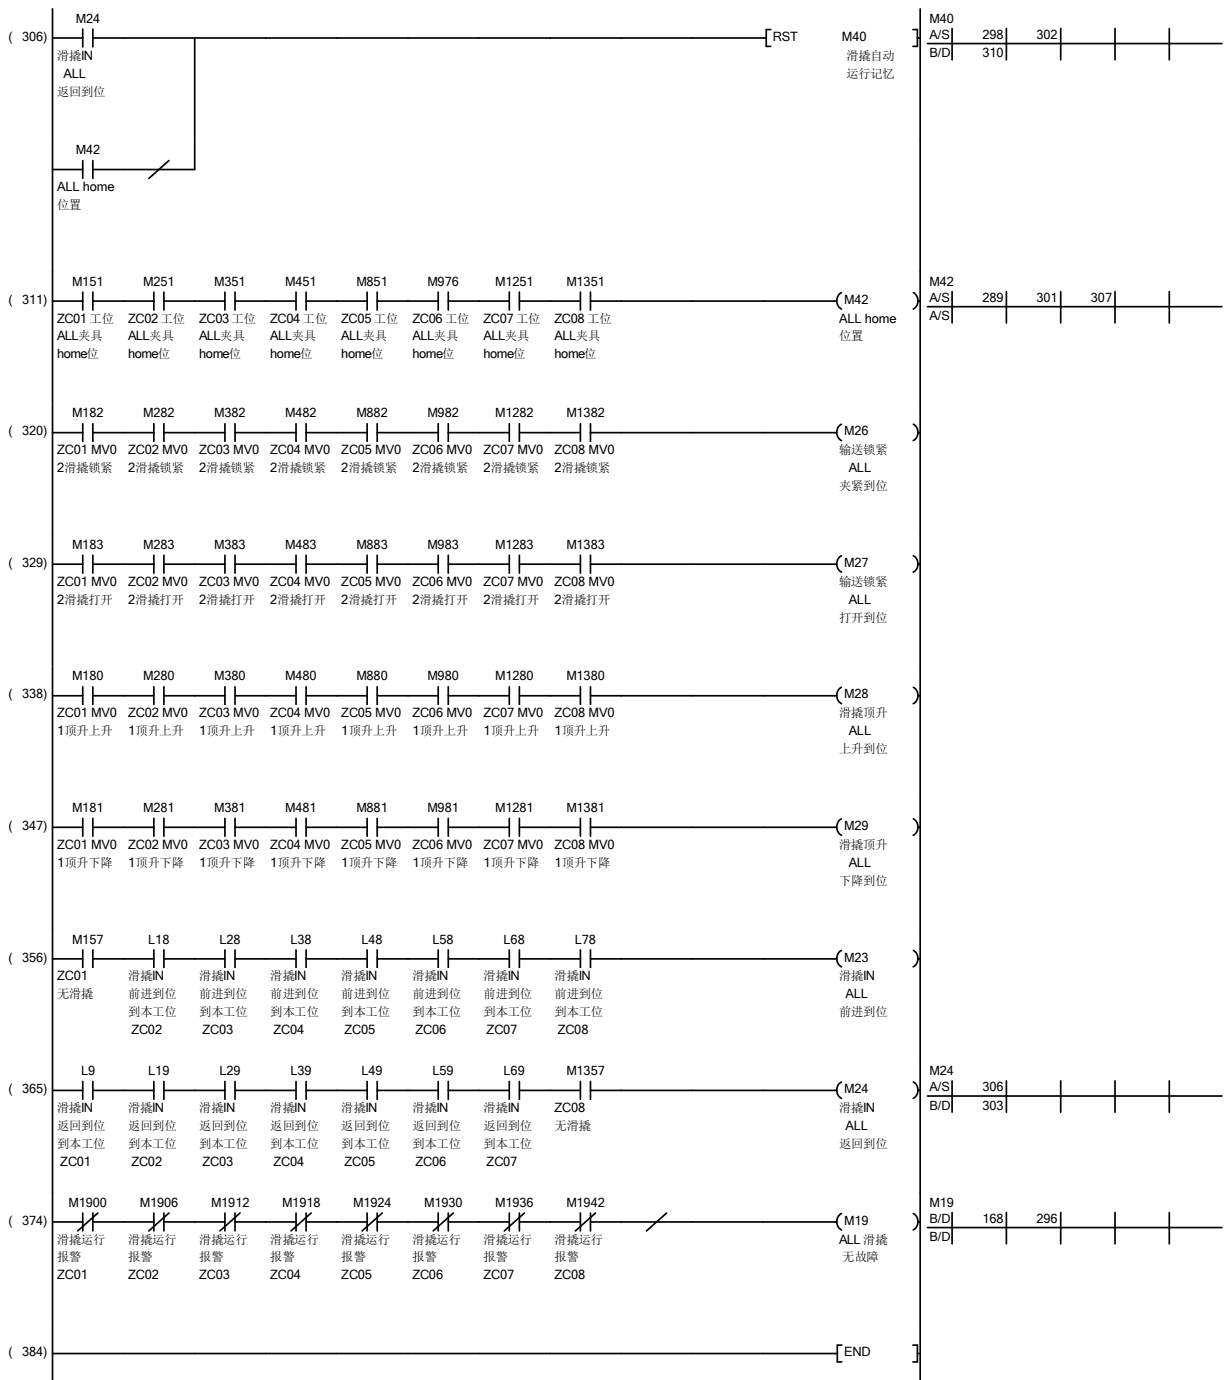 M24
( 306)
RST M40
滑撬IN
ALL
返回到位
滑撬自动
运行记忆
M40
A/S 298 302
B/D 310
M42
ALL home
位置
M151 M251 M351 M451 M851 M976 M1251 M1351
( 311)
M42
ZC01 工位 ZC02 工位 ZC03 工位 ZC04 工位 ZC05 工位 ZC06 工位 ZC07 工位 ZC08 工位 ALL home
ALL夹具 ALL夹具 ALL夹具 ALL夹具 ALL夹具 ALL夹具 ALL夹具 ALL夹具 位置
home位 home位 home位 home位 home位 home位 home位 home位
M42
A/S 289 301 307
A/S
M182 M282 M382 M482 M882 M982 M1282 M1382
( 320)
M26
ZC01 MV0 ZC02 MV0 ZC03 MV0 ZC04 MV0 ZC05 MV0 ZC06 MV0 ZC07 MV0 ZC08 MV0 输送锁紧
2滑撬锁紧 2滑撬锁紧 2滑撬锁紧 2滑撬锁紧 2滑撬锁紧 2滑撬锁紧 2滑撬锁紧 2滑撬锁紧 ALL
夹紧到位
M183 M283 M383 M483 M883 M983 M1283 M1383
( 329)
M27
ZC01 MV0 ZC02 MV0 ZC03 MV0 ZC04 MV0 ZC05 MV0 ZC06 MV0 ZC07 MV0 ZC08 MV0 输送锁紧
2滑撬打开 2滑撬打开 2滑撬打开 2滑撬打开 2滑撬打开 2滑撬打开 2滑撬打开 2滑撬打开 ALL
打开到位
M180 M280 M380 M480 M880 M980 M1280 M1380
( 338)
M28
ZC01 MV0 ZC02 MV0 ZC03 MV0 ZC04 MV0 ZC05 MV0 ZC06 MV0 ZC07 MV0 ZC08 MV0 滑撬顶升
1顶升上升 1顶升上升 1顶升上升 1顶升上升 1顶升上升 1顶升上升 1顶升上升 1顶升上升 ALL
上升到位
M181 M281 M381 M481 M881 M981 M1281 M1381
( 347)
M29
ZC01 MV0 ZC02 MV0 ZC03 MV0 ZC04 MV0 ZC05 MV0 ZC06 MV0 ZC07 MV0 ZC08 MV0 滑撬顶升
1顶升下降 1顶升下降 1顶升下降 1顶升下降 1顶升下降 1顶升下降 1顶升下降 1顶升下降 ALL
下降到位
M157 L18 L28 L38 L48 L58 L68 L78
( 356)
M23
ZC01 滑撬IN 滑撬IN 滑撬IN 滑撬IN 滑撬IN 滑撬IN 滑撬IN 滑撬IN
无滑撬 前进到位 前进到位 前进到位 前进到位 前进到位 前进到位 前进到位 ALL
到本工位 到本工位 到本工位 到本工位 到本工位 到本工位 到本工位 前进到位
ZC02 ZC03 ZC04 ZC05 ZC06 ZC07 ZC08
L9 L19 L29 L39 L49 L59 L69 M1357
( 365)
M24
滑撬IN 滑撬IN 滑撬IN 滑撬IN 滑撬IN 滑撬IN 滑撬IN ZC08 滑撬IN
返回到位 返回到位 返回到位 返回到位 返回到位 返回到位 返回到位 无滑撬 ALL
到本工位 到本工位 到本工位 到本工位 到本工位 到本工位 到本工位 返回到位
ZC01 ZC02 ZC03 ZC04 ZC05 ZC06 ZC07
M24
A/S 306
B/D 303
M1900 M1906 M1912 M1918 M1924 M1930 M1936 M1942
( 374)
M19
滑撬运行 滑撬运行 滑撬运行 滑撬运行 滑撬运行 滑撬运行 滑撬运行 滑撬运行 ALL 滑撬
报警 报警 报警 报警 报警 报警 报警 报警 无故障
ZC01 ZC02 ZC03 ZC04 ZC05 ZC06 ZC07 ZC08
M19
B/D 168 296
B/D
( 384)
END